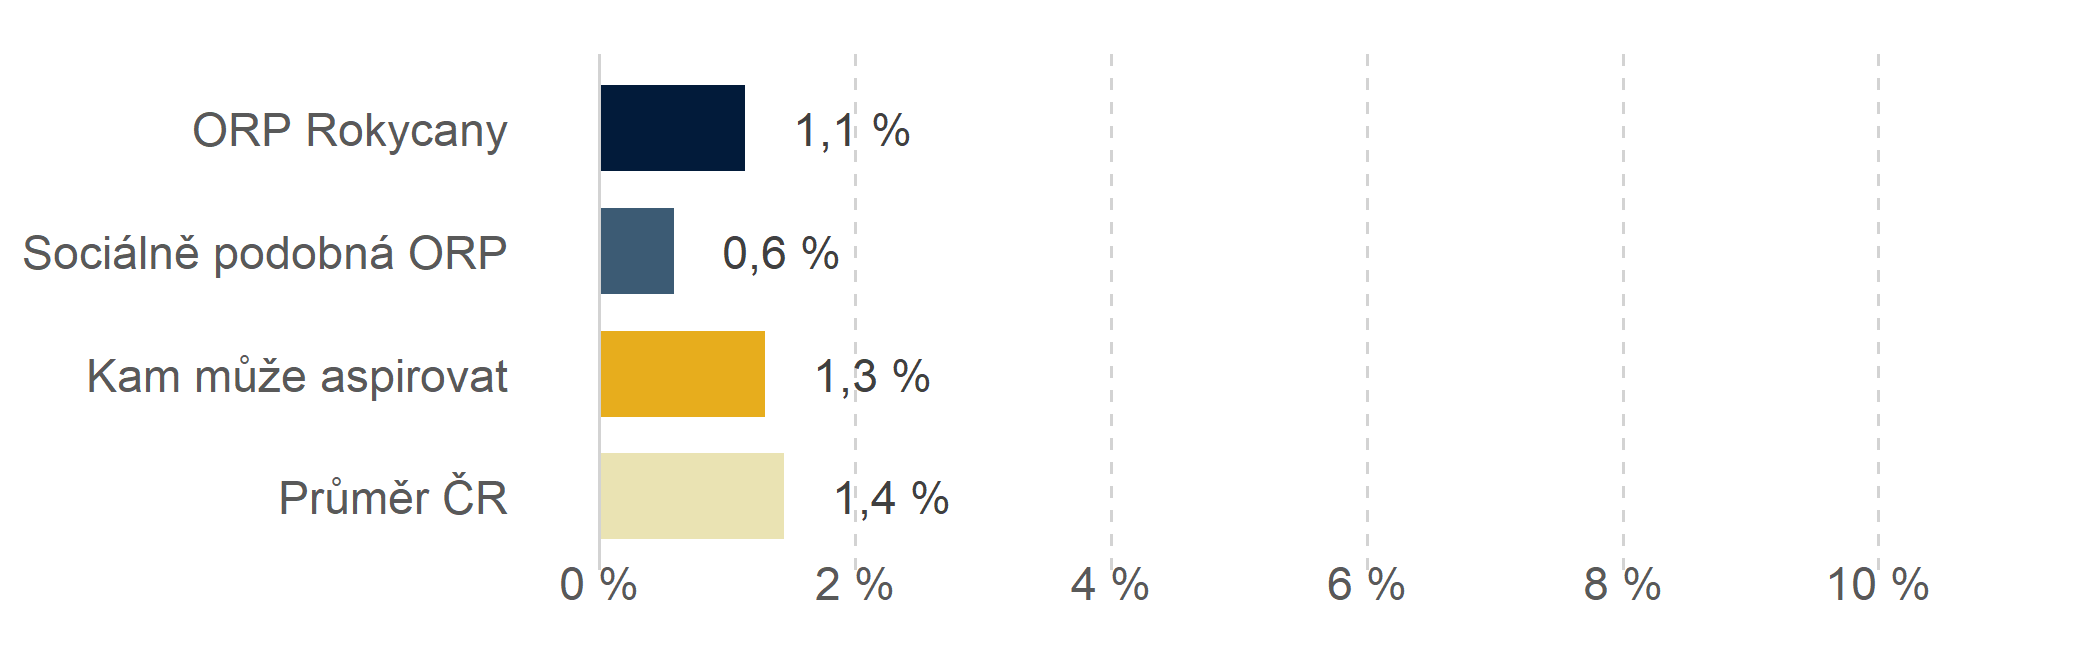 ORP Rokycany 1,1 %
Sociálně podobná ORP 0,6 %
Kam může aspirovat 1,3 %
Průměr ČR 1,4 %
0 % 2 % 4 % 6 % 8 % 10 %